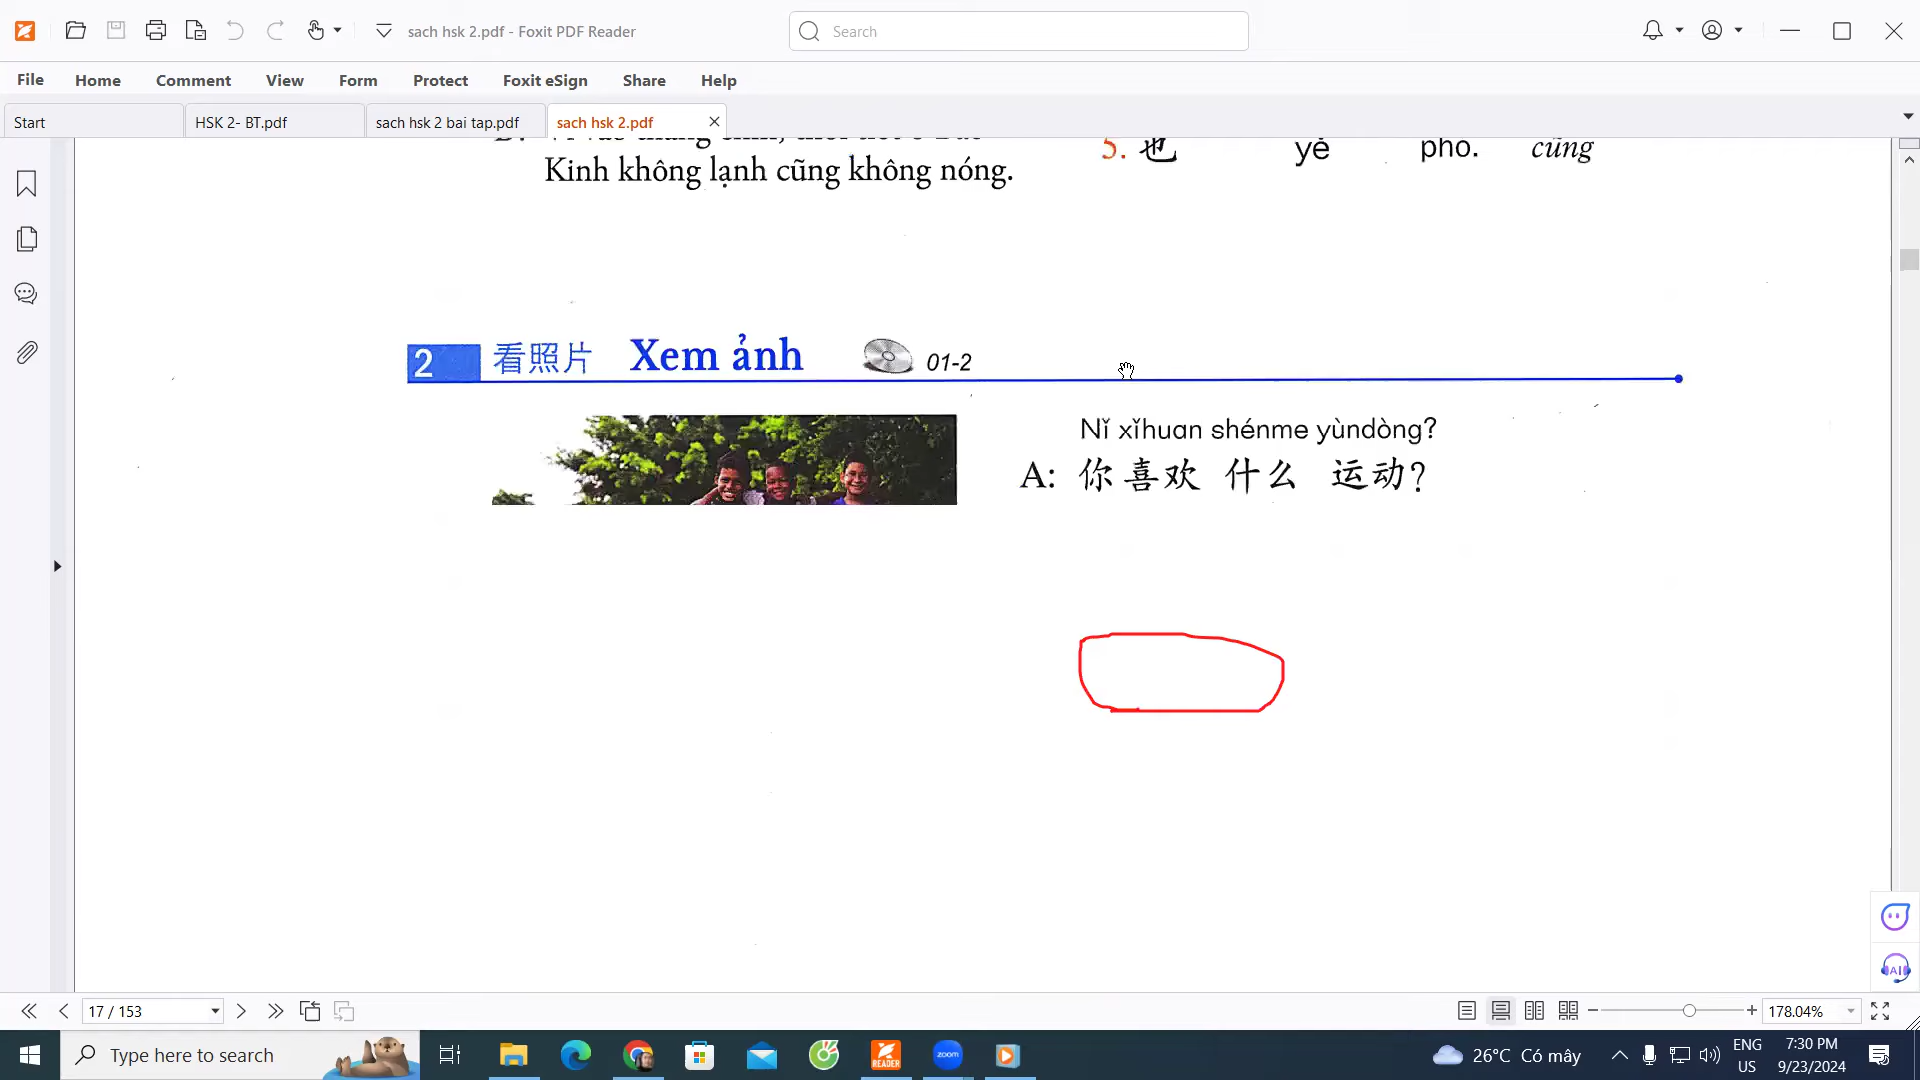 sach hsk 2.pdf - Foxit PDF Reader
Search
File Home Comment View Form Protect Foxit eSign Share Help
Start HSK 2- BT.pdf sach hsk 2 bai tap.pdf sach hsk 2.pdf
Kinh không lạnh cũng không nóng.
5. 也 yě pho. cũng
2 看照片 Xem ảnh 01-2
Nǐ xǐhuan shénme yùndòng?
A: 你喜欢 什么 运动?
17 / 153
178.04%
Type here to search
READER
zoom
26°C Có mây
ENG
US
7:30 PM
9/23/2024
AI